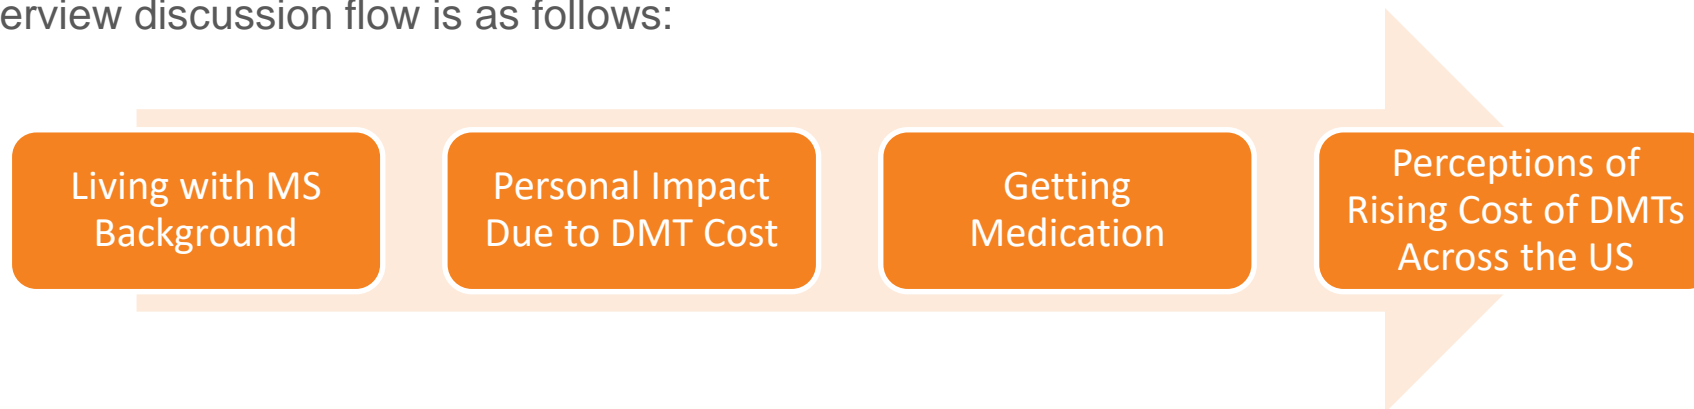 erview discussion flow is as follows:
Living with MS
Background
Personal Impact
Due to DMT Cost
Getting
Medication
Perceptions of
Rising Cost of DMTs
Across the US